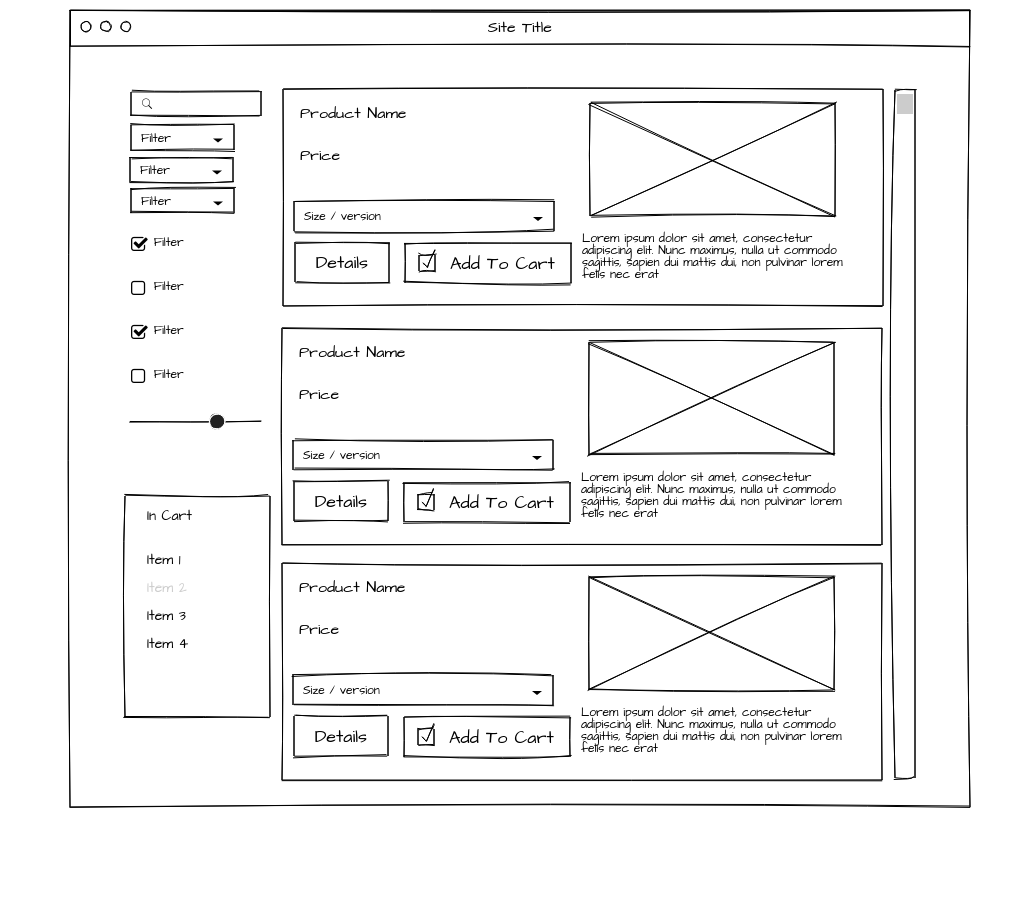 Site Title
Filter
Filter
Filter
Filter
Filter
Filter
Filter
In Cart
Item 1
Item 2
Item 3
Item 4
Product Name
Price
Size / version
Details
Add To Cart
Lorem ipsum dolor sit amet, consectetur
adipiscing elit. Nunc maximus, nulla ut commodo
sagittis, sapien dui mattis dui, non pulvinar lorem
felis nec erat
Product Name
Price
Size / version
Details
Add To Cart
Lorem ipsum dolor sit amet, consectetur
adipiscing elit. Nunc maximus, nulla ut commodo
sagittis, sapien dui mattis dui, non pulvinar lorem
felis nec erat
Product Name
Price
Size / version
Details
Add To Cart
Lorem ipsum dolor sit amet, consectetur
adipiscing elit. Nunc maximus, nulla ut commodo
sagittis, sapien dui mattis dui, non pulvinar lorem
felis nec erat